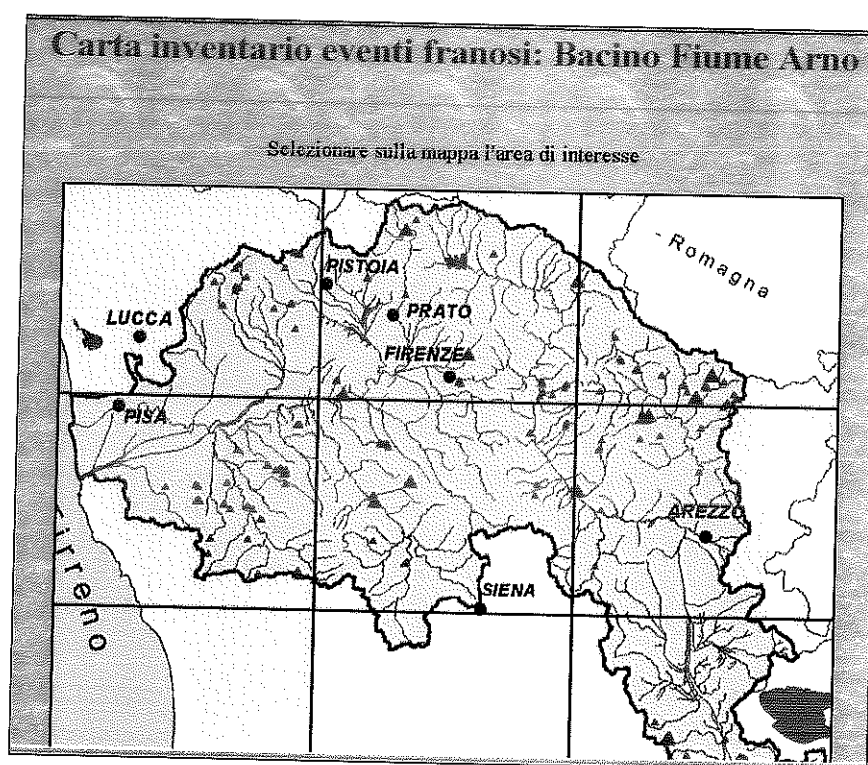 Carta inventario eventi franosi: Bacino Fiume Arno
Selezionare sulla mappa l'area di interesse
- Romagna
PISTOIA
LUCCA
PRATO
FIRENZE
PISA
AREZZO
SIENA
Tirreno